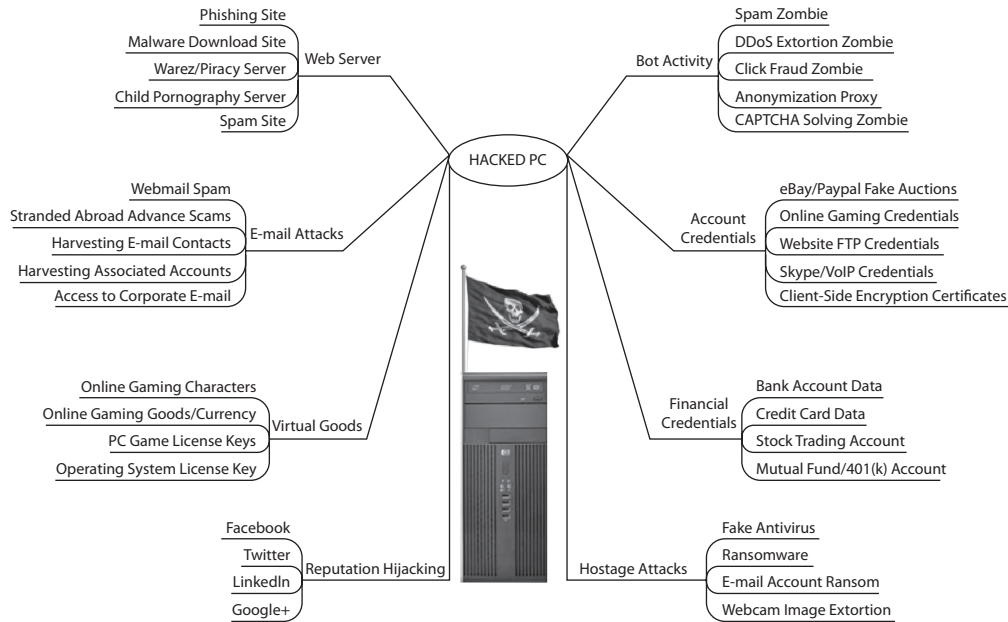 HACKED PC
Web Server
Phishing Site
Malware Download Site
Warez/Piracy Server
Child Pornography Server
Spam Site
E-mail Attacks
Webmail Spam
Stranded Abroad Advance Scams
Harvesting E-mail Contacts
Harvesting Associated Accounts
Access to Corporate E-mail
Virtual Goods
Online Gaming Characters
Online Gaming Goods/Currency
PC Game License Keys
Operating System License Key
Reputation Hijacking
Facebook
Twitter
LinkedIn
Google+
Bot Activity
Spam Zombie
DDoS Extortion Zombie
Click Fraud Zombie
Anonymization Proxy
CAPTCHA Solving Zombie
Account
Credentials
eBay/Paypal Fake Auctions
Online Gaming Credentials
Website FTP Credentials
Skype/VoIP Credentials
Client-Side Encryption Certificates
Financial
Credentials
Bank Account Data
Credit Card Data
Stock Trading Account
Mutual Fund/401(k) Account
Hostage Attacks
Fake Antivirus
Ransomware
E-mail Account Ransom
Webcam Image Extortion